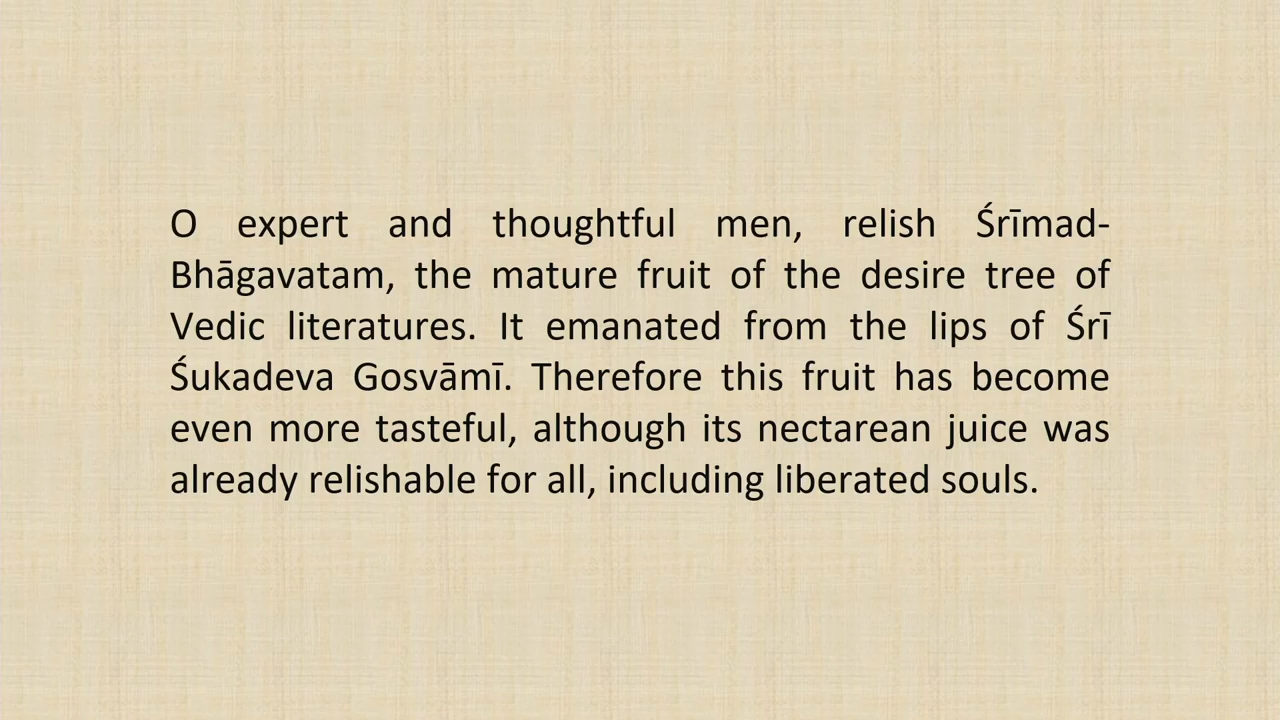 O expert and thoughtful men, relish Śrīmad-
Bhāgavatam, the mature fruit of the desire tree of
Vedic literatures. It emanated from the lips of Śrī
Śukadeva Gosvāmī. Therefore this fruit has become
even more tasteful, although its nectarean juice was
already relishable for all, including liberated souls.